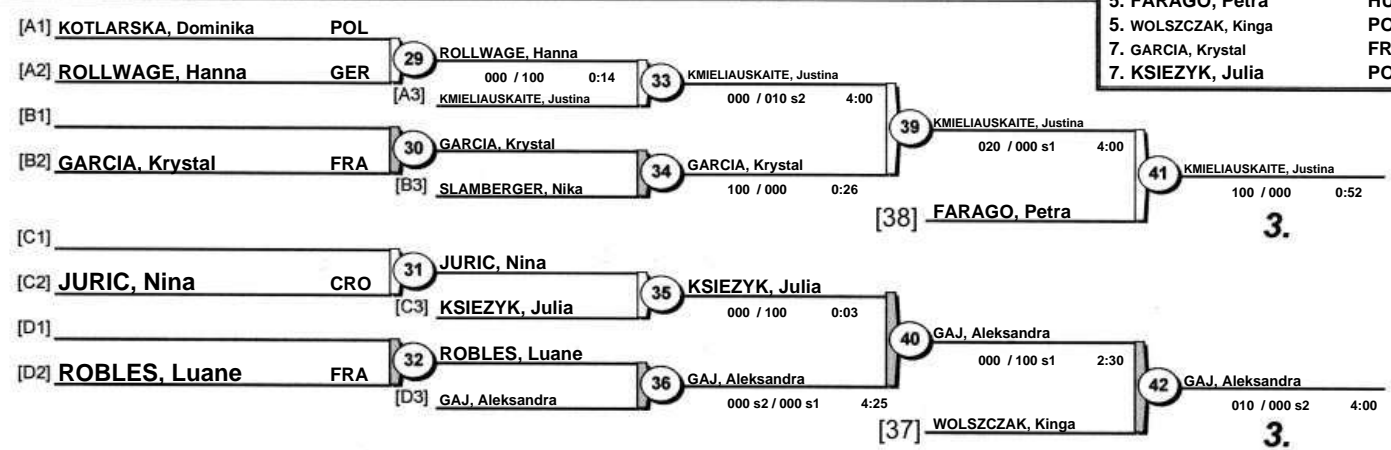 5. FARAGO, Petra
5. WOLSZCZAK, Kinga
7. GARCIA, Krystal
7. KSIEZYK, Julia
[A1] KOTLARSKA, Dominika POL
[A2] ROLLWAGE, Hanna GER
29
ROLLWAGE, Hanna
000 / 100 0:14
[A3] KMIELIAUSKAITE, Justina
33
KMIELIAUSKAITE, Justina
000 / 010 s2 4:00
[B1]
[B2] GARCIA, Krystal FRA
30
GARCIA, Krystal
[B3] SLAMBERGER, Nika
34
GARCIA, Krystal
100 / 000 0:26
39
KMIELIAUSKAITE, Justina
020 / 000 s1 4:00
[38] FARAGO, Petra
41
KMIELIAUSKAITE, Justina
100 / 000 0:52
3.
[C1]
[C2] JURIC, Nina CRO
31
JURIC, Nina
[C3] KSIEZYK, Julia
35
KSIEZYK, Julia
000 / 100 0:03
[D1]
[D2] ROBLES, Luane FRA
32
ROBLES, Luane
[D3] GAJ, Aleksandra
36
GAJ, Aleksandra
000 s2 / 000 s1 4:25
40
GAJ, Aleksandra
000 / 100 s1 2:30
[37] WOLSZCZAK, Kinga
42
GAJ, Aleksandra
010 / 000 s2 4:00
3.